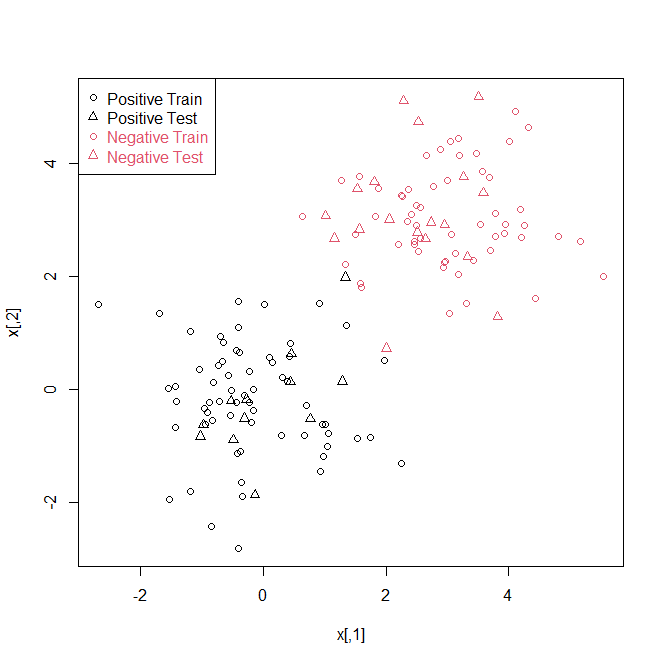 Positive Train
Positive Test
Negative Train
Negative Test
4
2
0
-2
x[,2]
-2
0
2
4
x[,1]